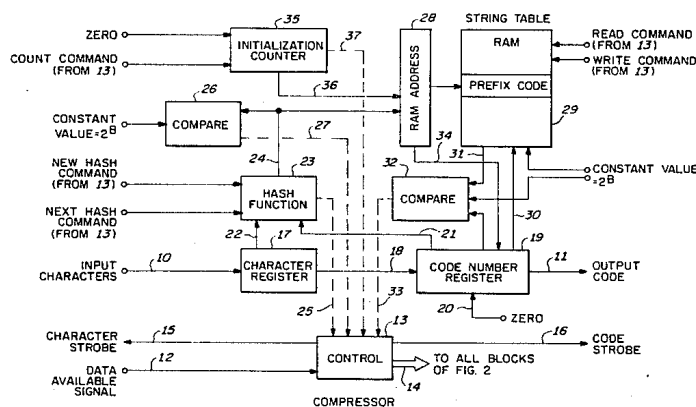 ZERO
COUNT COMMAND
(FROM 13)
35
INITIALIZATION
COUNTER
37
36
28
RAM ADDRESS
STRING TABLE
RAM
PREFIX CODE
29
READ COMMAND
(FROM 13)
WRITE COMMAND
(FROM 13)
26
CONSTANT
VALUE=2B
COMPARE
27
24
34
31
32
COMPARE
CONSTANT VALUE
=2B
30
NEW HASH
COMMAND
(FROM 13)
NEXT HASH
COMMAND
(FROM 13)
23
HASH
FUNCTION
22
17
21
19
INPUT
CHARACTERS
10
CHARACTER
REGISTER
18
CODE NUMBER
REGISTER
11
OUTPUT
CODE
25
33
20
ZERO
CHARACTER
STROBE
15
13
CONTROL
16
CODE
STROBE
DATA
AVAILABLE
SIGNAL
12
14
TO ALL BLOCKS
OF FIG. 2
COMPRESSOR